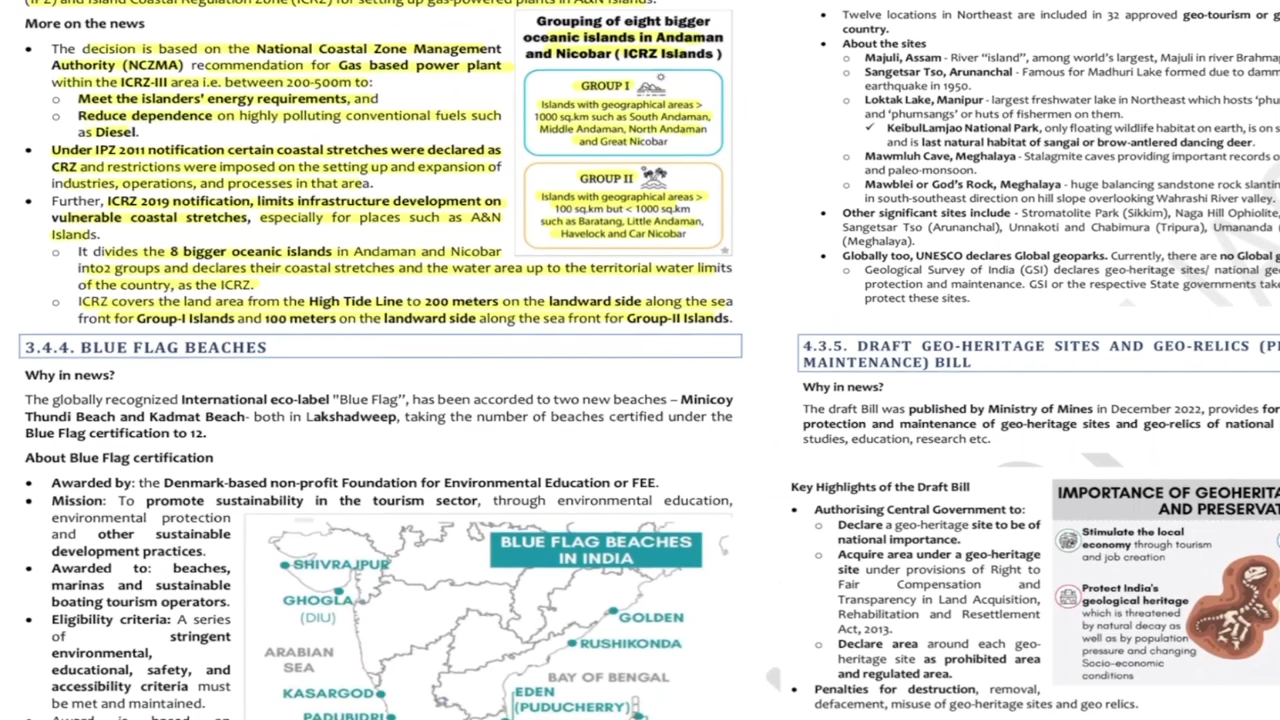 (IPZ) and Island Coastal Regulation Zone (ICRZ) for setting up gas-powered plants in A&N Islands.
More on the news
• The decision is based on the National Coastal Zone Management
Authority (NCZMA) recommendation for Gas based power plant
within the ICRZ-III area i.e. between 200-500m to:
o Meet the islanders' energy requirements, and
o Reduce dependence on highly polluting conventional fuels such
as Diesel.
• Under IPZ 2011 notification certain coastal stretches were declared as
CRZ and restrictions were imposed on the setting up and expansion of
industries, operations, and processes in that area.
• Further, ICRZ 2019 notification, limits infrastructure development on
vulnerable coastal stretches, especially for places such as A&N
Islands.
o It divides the 8 bigger oceanic islands in Andaman and Nicobar
into2 groups and declares their coastal stretches and the water area up to the territorial water limits
of the country, as the ICRZ.
o ICRZ covers the land area from the High Tide Line to 200 meters on the landward side along the sea
front for Group-I Islands and 100 meters on the landward side along the sea front for Group-II Islands.
Grouping of eight bigger
oceanic islands in Andaman
and Nicobar ( ICRZ Islands )
GROUP I
Islands with geographical areas >
1000 sq.km such as South Andaman,
Middle Andaman, North Andaman
and Great Nicobar
GROUP II
Islands with geographical areas >
100 sq.km but < 1000 sq.km
such as Baratang, Little Andaman,
Havelock and Car Nicobar
3.4.4. BLUE FLAG BEACHES
Why in news?
The globally recognized International eco-label "Blue Flag", has been accorded to two new beaches – Minicoy
Thundi Beach and Kadmat Beach- both in Lakshadweep, taking the number of beaches certified under the
Blue Flag certification to 12.
About Blue Flag certification
• Awarded by: the Denmark-based non-profit Foundation for Environmental Education or FEE.
• Mission: To promote sustainability in the tourism sector, through environmental education,
environmental protection
and other sustainable
development practices.
• Awarded to: beaches,
marinas and sustainable
boating tourism operators.
• Eligibility criteria: A series
of stringent
environmental,
educational, safety, and
accessibility criteria must
be met and maintained.
• Award is based on
BLUE FLAG BEACHES
IN INDIA
SHIVRAJPUR
GHOGLA
(DIU)
GOLDEN
RUSHIKONDA
ARABIAN
SEA
BAY OF BENGAL
KASARGOD
EDEN
(PUDUCHERRY)
PADUBIDRI
• Twelve locations in Northeast are included in 32 approved geo-tourism or g
country.
• About the sites
o Majuli, Assam - River "island", among world's largest, Majuli in river Brahma
o Sangetsar Tso, Arunanchal - Famous for Madhuri Lake formed due to damm
earthquake in 1950.
o Loktak Lake, Manipur - largest freshwater lake in Northeast which hosts 'phu
and 'phumsangs' or huts of fishermen on them.
✓ KeibulLamjao National Park, only floating wildlife habitat on earth, is on s
and is last natural habitat of sangai or brow-antlered dancing deer.
o Mawmluh Cave, Meghalaya - Stalagmite caves providing important records o
and paleo-monsoon.
o Mawblei or God's Rock, Meghalaya - huge balancing sandstone rock slantin
in south-southeast direction on hill slope overlooking Wahrashi River valley.
• Other significant sites include - Stromatolite Park (Sikkim), Naga Hill Ophiolite,
Sangetsar Tso (Arunanchal), Unnakoti and Chabimura (Tripura), Umananda (
(Meghalaya).
• Globally too, UNESCO declares Global geoparks. Currently, there are no Global g
o Geological Survey of India (GSI) declares geo-heritage sites/ national geo
protection and maintenance. GSI or the respective State governments take
protect these sites.
4.3.5. DRAFT GEO-HERITAGE SITES AND GEO-RELICS (P
MAINTENANCE) BILL
Why in news?
The draft Bill was published by Ministry of Mines in December 2022, provides for
protection and maintenance of geo-heritage sites and geo-relics of national
studies, education, research etc.
Key Highlights of the Draft Bill
• Authorising Central Government to:
o Declare a geo-heritage site to be of
national importance.
o Acquire area under a geo-heritage
site under provisions of Right to
Fair Compensation and
Transparency in Land Acquisition,
Rehabilitation and Resettlement
Act, 2013.
o Declare area around each geo-
heritage site as prohibited area
and regulated area.
• Penalties for destruction, removal,
defacement, misuse of geo-heritage sites and geo relics.
IMPORTANCE OF GEOHERITA
AND PRESERVAT
Stimulate the local
economy through tourism
and job creation
Protect India's
geological heritage
which is threatened
by natural decay as
well as by population
pressure and changing
Socio-economic
conditions